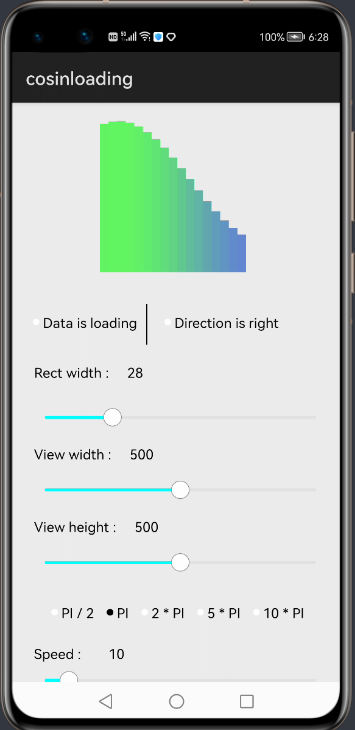 100% 6:28
cosinloading
Data is loading Direction is right
Rect width : 28
View width : 500
View height : 500
PI / 2 PI 2 * PI 5 * PI 10 * PI
Speed : 10